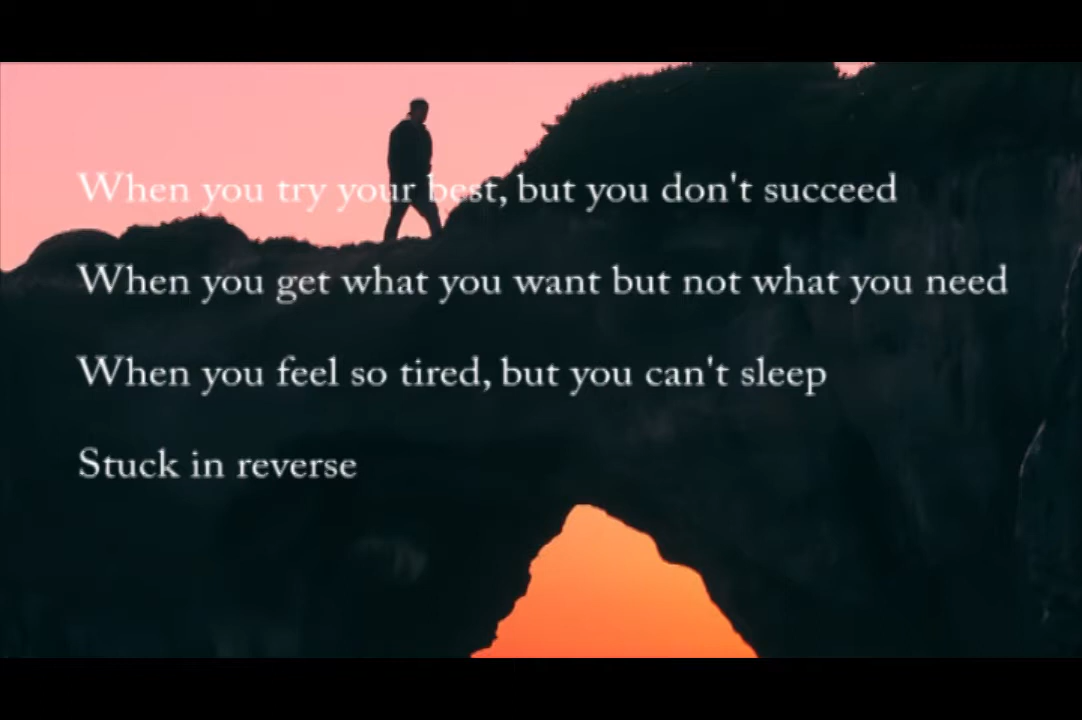 When you try your best, but you don't succeed
When you get what you want but not what you need
When you feel so tired, but you can't sleep
Stuck in reverse